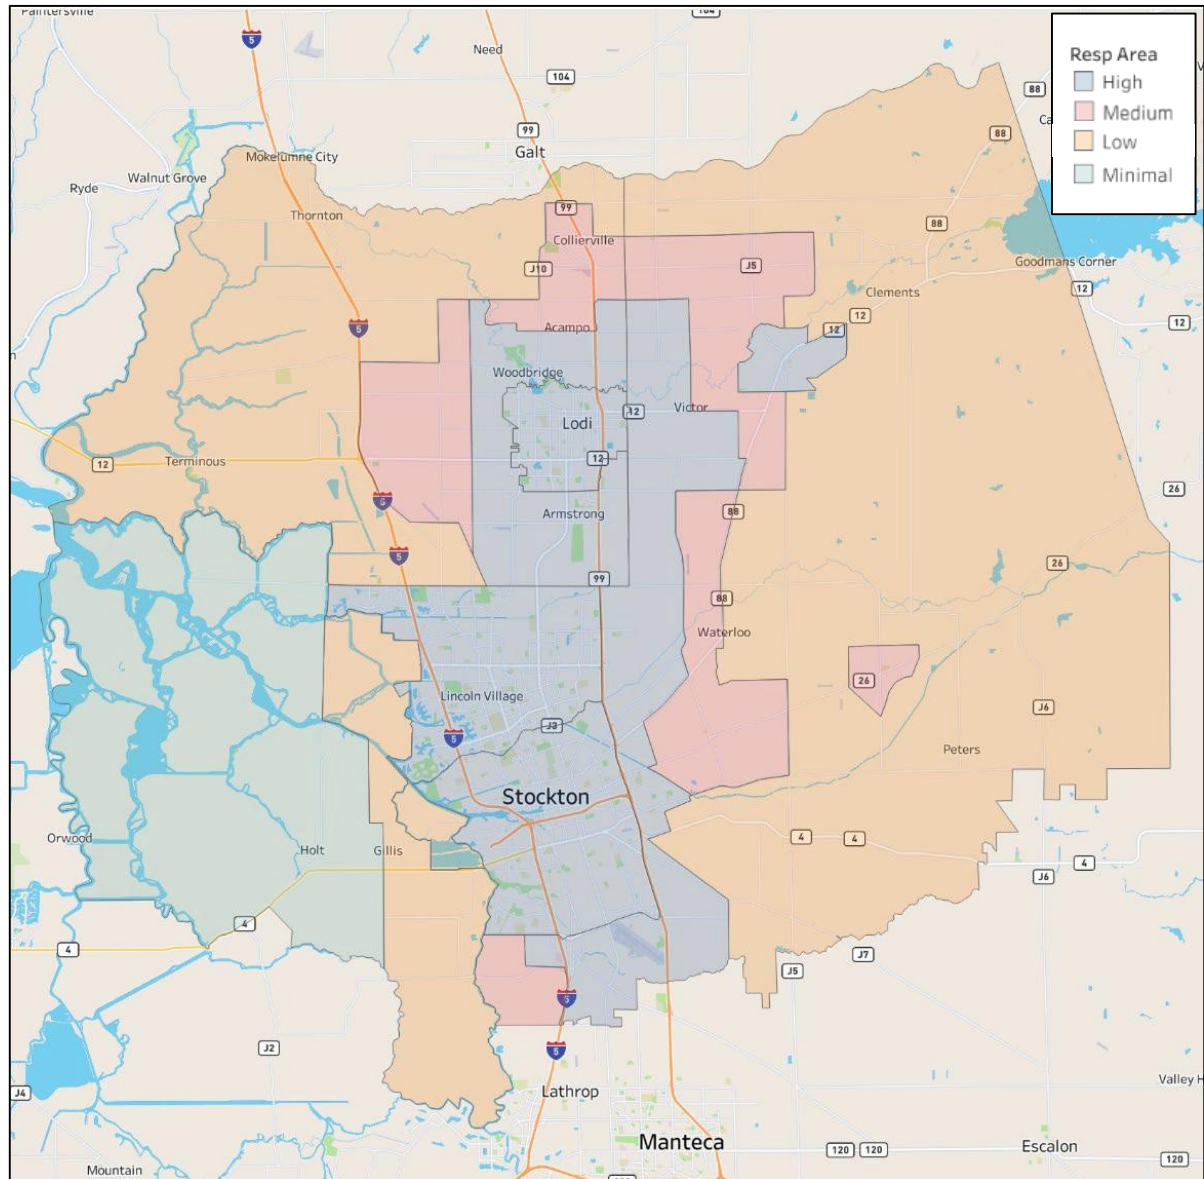 Paintersville
104
5
Need
104
88
Resp Area
High
Medium
Low
Minimal
99
Galt
88
Mokelumne City
Walnut Grove
Ryde
Thornton
99
88
Collierville
J10
J5
Goodmans Corner
Clements
12
12
12
5
Acampo
12
Woodbridge
Victor
12
Lodi
12
12
Terminous
26
5
88
Armstrong
5
26
99
88
Waterloo
26
Lincoln Village
J3
5
J6
Peters
Stockton
Orwood
Holt
Gillis
4
4
4
J6
4
4
J7
J5
5
5
J2
Lathrop
J4
Valley H
Manteca
120
120
Escalon
120
Mountain